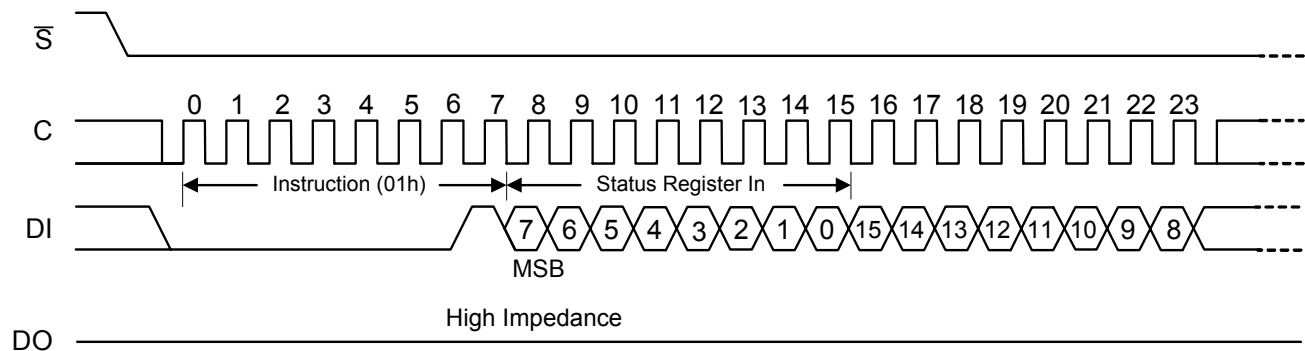 S̅
0 1 2 3 4 5 6 7 8 9 10 11 12 13 14 15 16 17 18 19 20 21 22 23
C
Instruction (01h) Status Register In
DI 7 6 5 4 3 2 1 0 15 14 13 12 11 10 9 8
MSB
High Impedance
DO